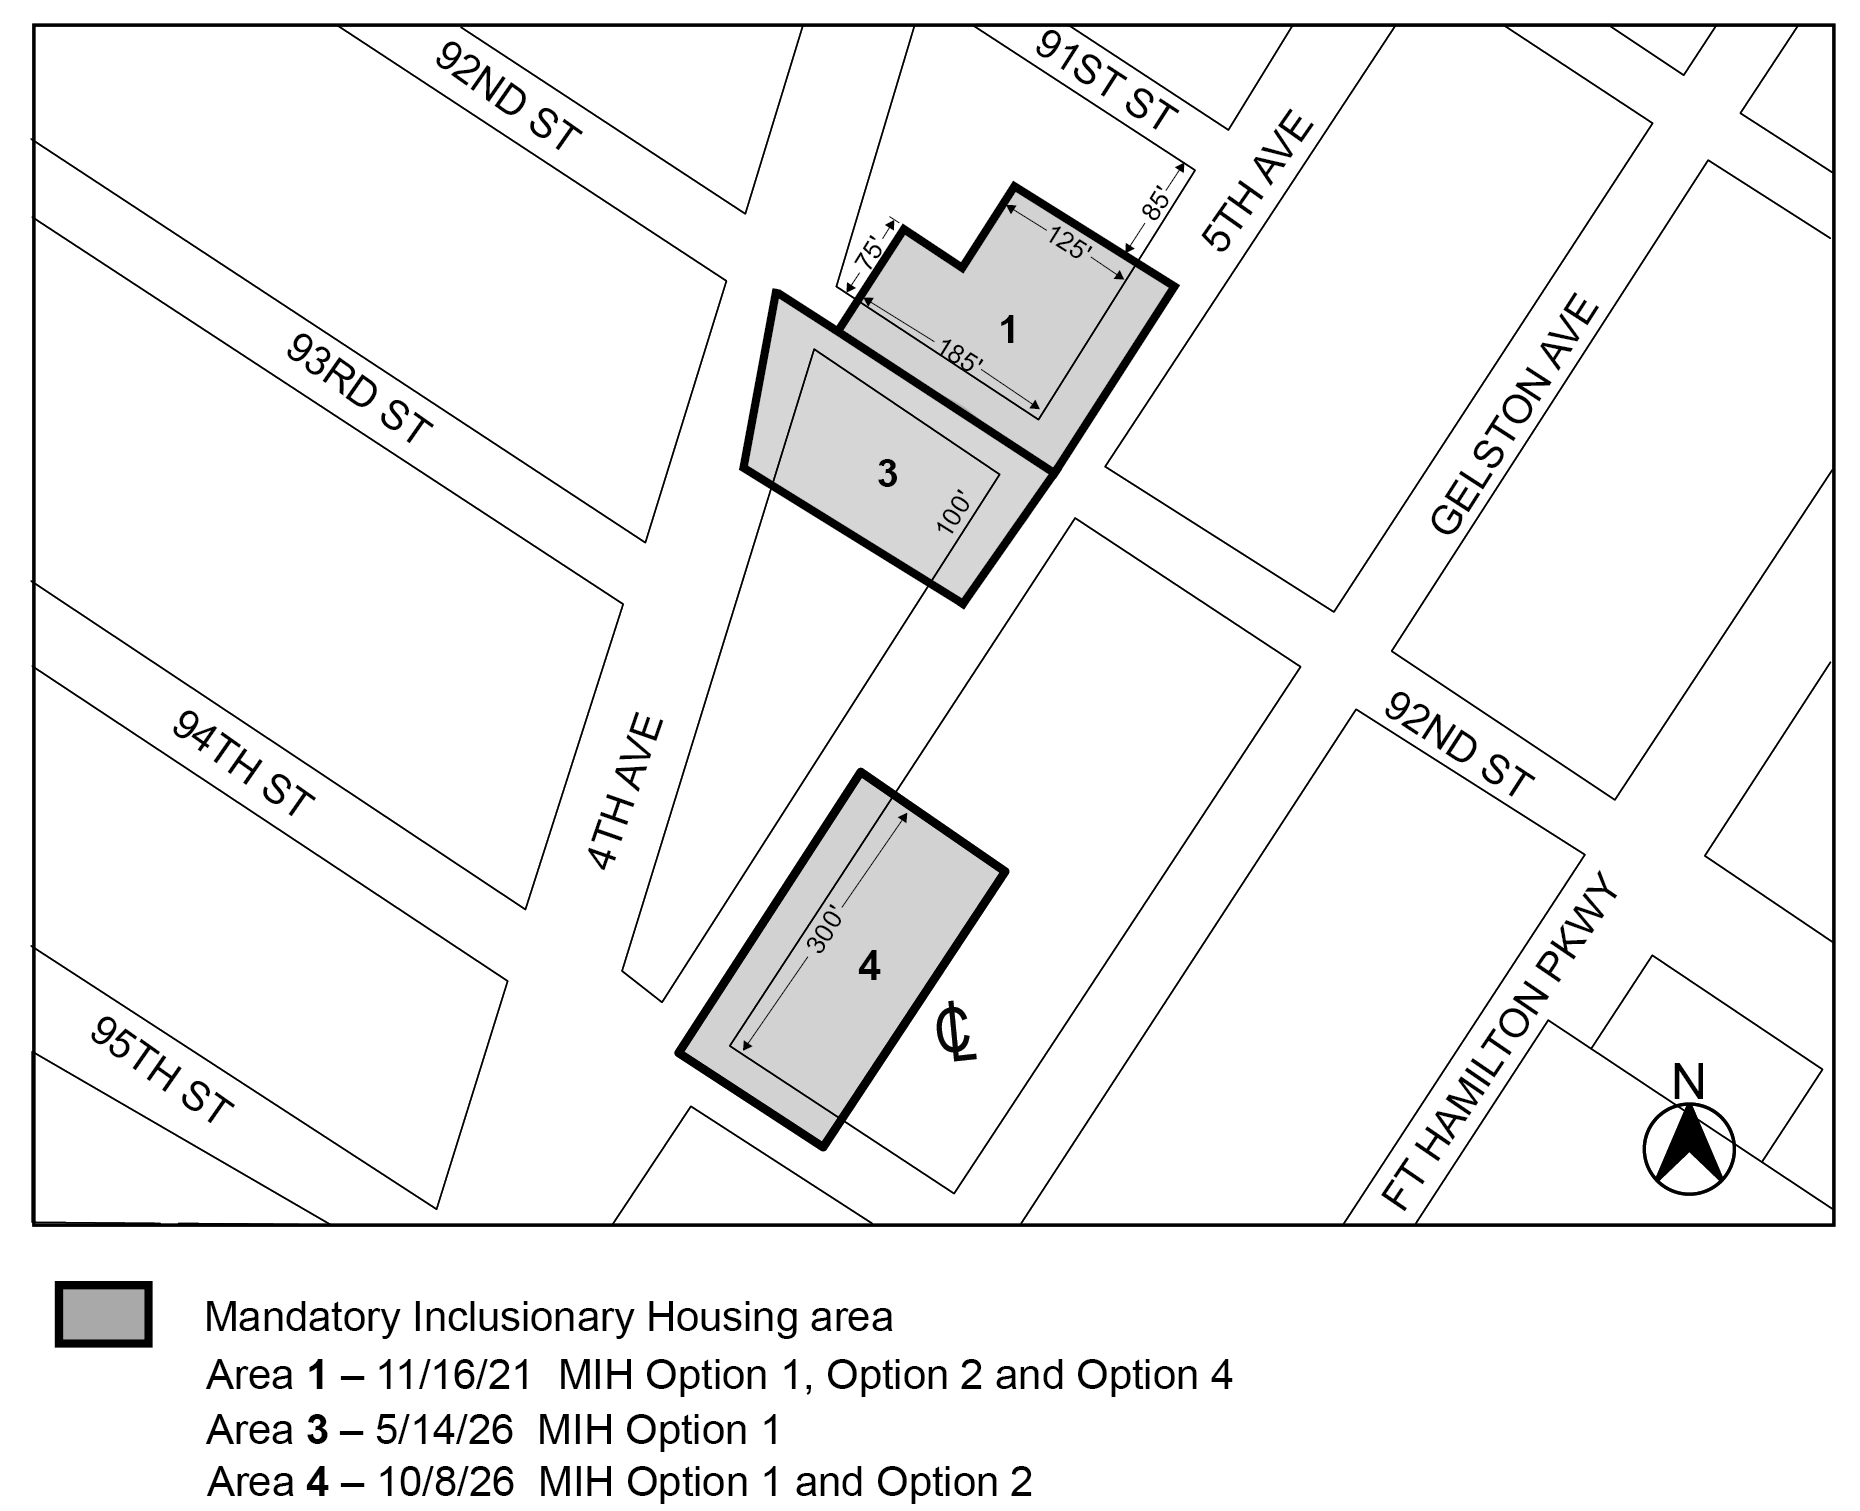 92ND ST
91ST ST
5TH AVE
85'
125'
75'
1
185'
93RD ST
3
100'
GELSTON AVE
94TH ST
4TH AVE
92ND ST
300'
4
℄
FT HAMILTON PKWY
95TH ST
N
Mandatory Inclusionary Housing area
Area 1 – 11/16/21 MIH Option 1, Option 2 and Option 4
Area 3 – 5/14/26 MIH Option 1
Area 4 – 10/8/26 MIH Option 1 and Option 2